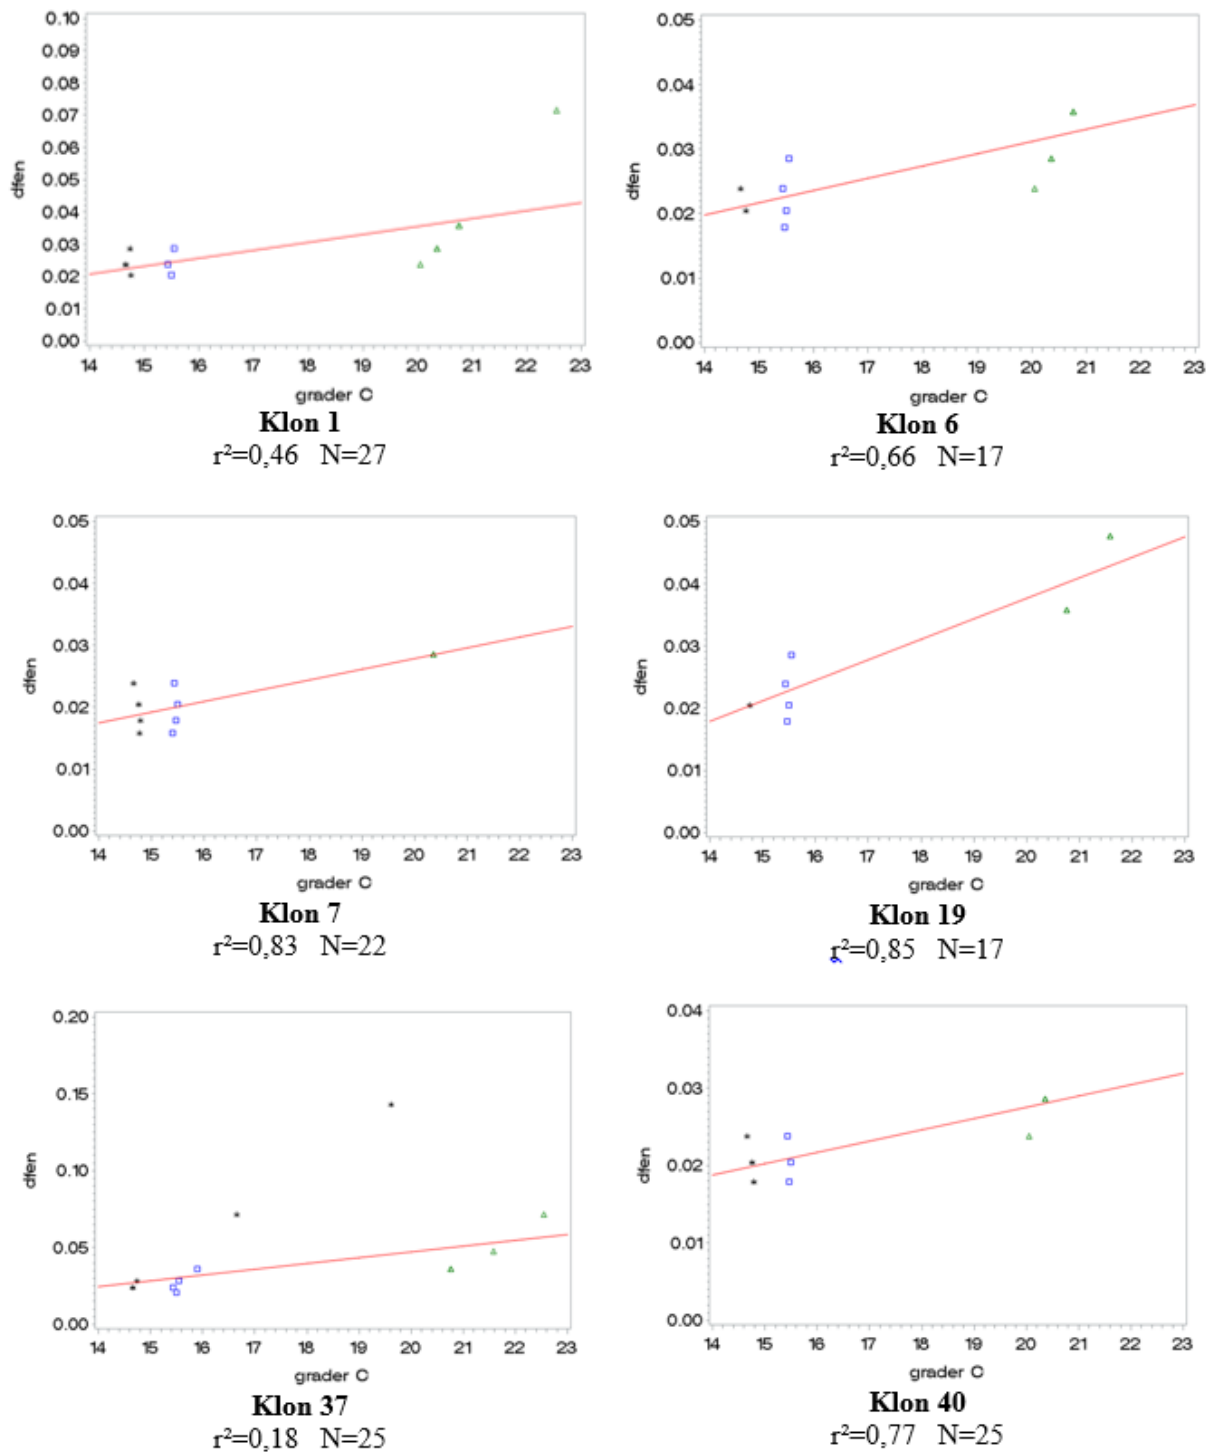 0.10
0.09
0.08
0.07
0.06
0.05
0.04
0.03
0.02
0.01
0.00
dfen
14 15 16 17 18 19 20 21 22 23
grader C
Klon 1
r²=0,46 N=27
0.05
0.04
0.03
0.02
0.01
0.00
dfen
14 15 16 17 18 19 20 21 22 23
grader C
Klon 6
r²=0,66 N=17
0.05
0.04
0.03
0.02
0.01
0.00
dfen
14 15 16 17 18 19 20 21 22 23
grader C
Klon 7
r²=0,83 N=22
0.05
0.04
0.03
0.02
0.01
0.00
dfen
14 15 16 17 18 19 20 21 22 23
grader C
Klon 19
r²=0,85 N=17
0.20
0.15
0.10
0.05
0.00
dfen
14 15 16 17 18 19 20 21 22 23
grader C
Klon 37
r²=0,18 N=25
0.04
0.03
0.02
0.01
0.00
dfen
14 15 16 17 18 19 20 21 22 23
grader C
Klon 40
r²=0,77 N=25